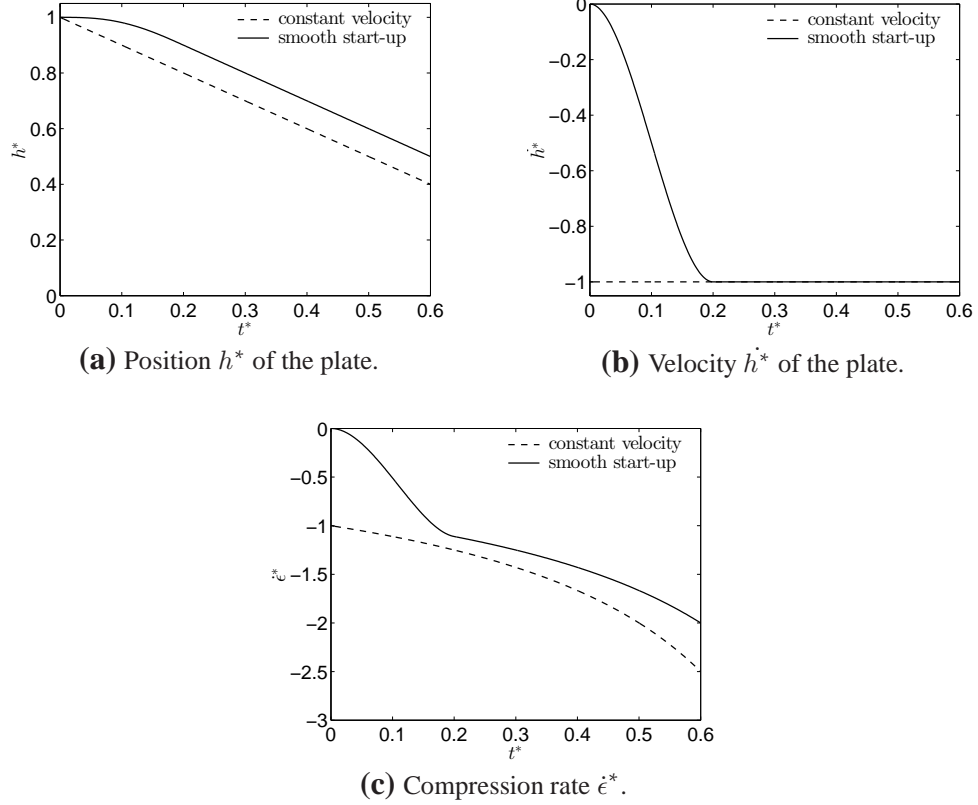 1
0.8
0.6
0.4
0.2
0
h*
constant velocity
smooth start-up
0 0.1 0.2 0.3 0.4 0.5 0.6
t*
(a) Position h* of the plate.
0
−0.2
−0.4
−0.6
−0.8
−1
ḣ*
constant velocity
smooth start-up
0 0.1 0.2 0.3 0.4 0.5 0.6
t*
(b) Velocity ḣ* of the plate.
0
−0.5
−1
−1.5
−2
−2.5
−3
ϵ̇*
constant velocity
smooth start-up
0 0.1 0.2 0.3 0.4 0.5 0.6
t*
(c) Compression rate ϵ̇*.